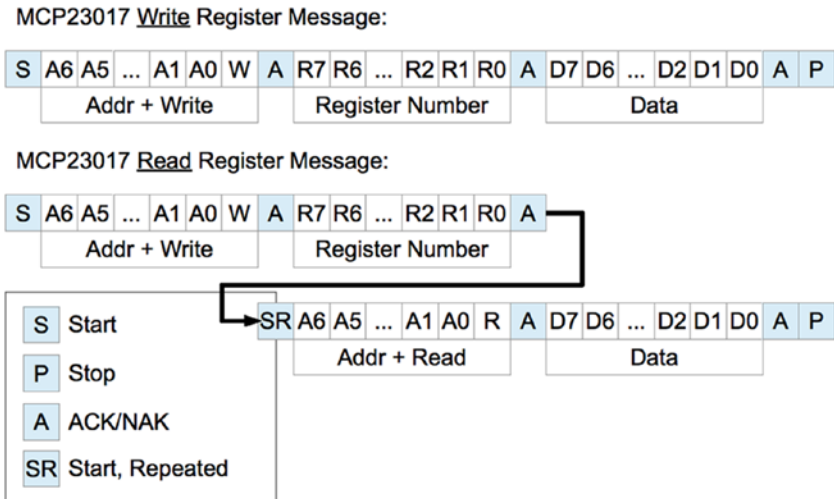 MCP23017 Write Register Message:
S A6 A5 ... A1 A0 W A R7 R6 ... R2 R1 R0 A D7 D6 ... D2 D1 D0 A P
Addr + Write Register Number Data
MCP23017 Read Register Message:
S A6 A5 ... A1 A0 W A R7 R6 ... R2 R1 R0 A
Addr + Write Register Number
SR A6 A5 ... A1 A0 R A D7 D6 ... D2 D1 D0 A P
Addr + Read Data
S Start
P Stop
A ACK/NAK
SR Start, Repeated